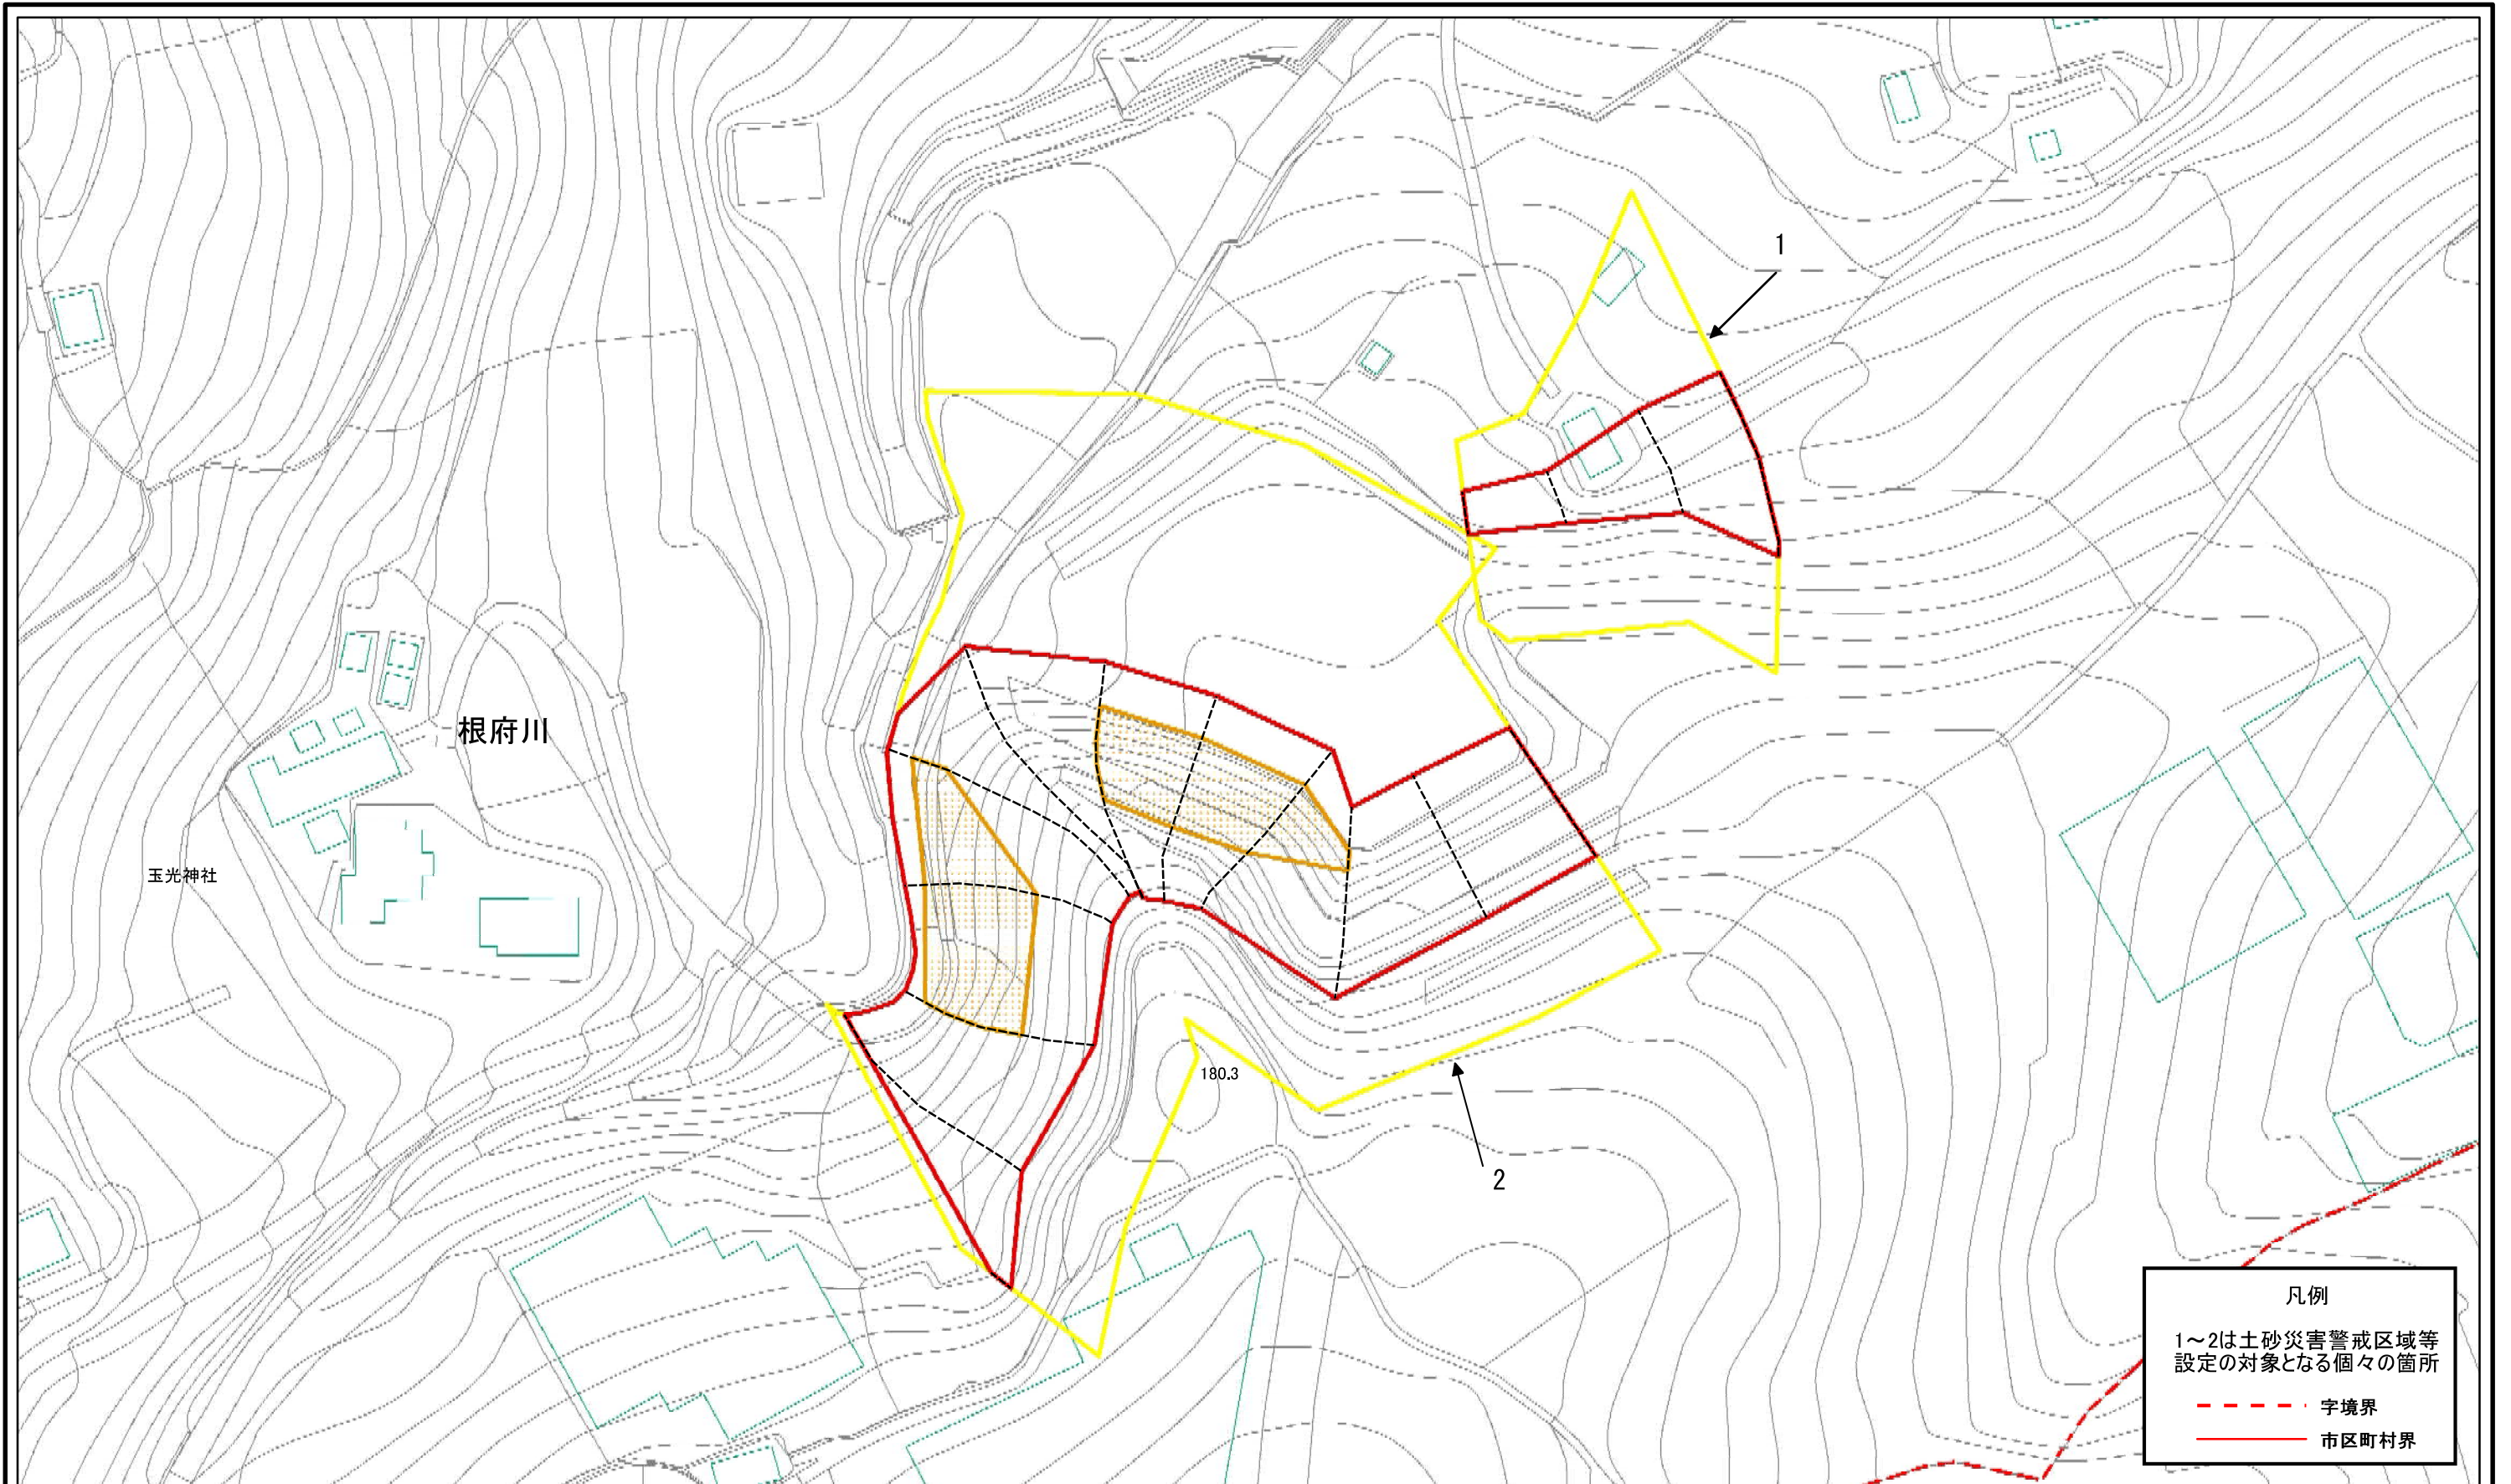 1
根府川
玉光神社
180.3
2
凡例
1～2は土砂災害警戒区域等
設定の対象となる個々の箇所
字境界
市区町村界